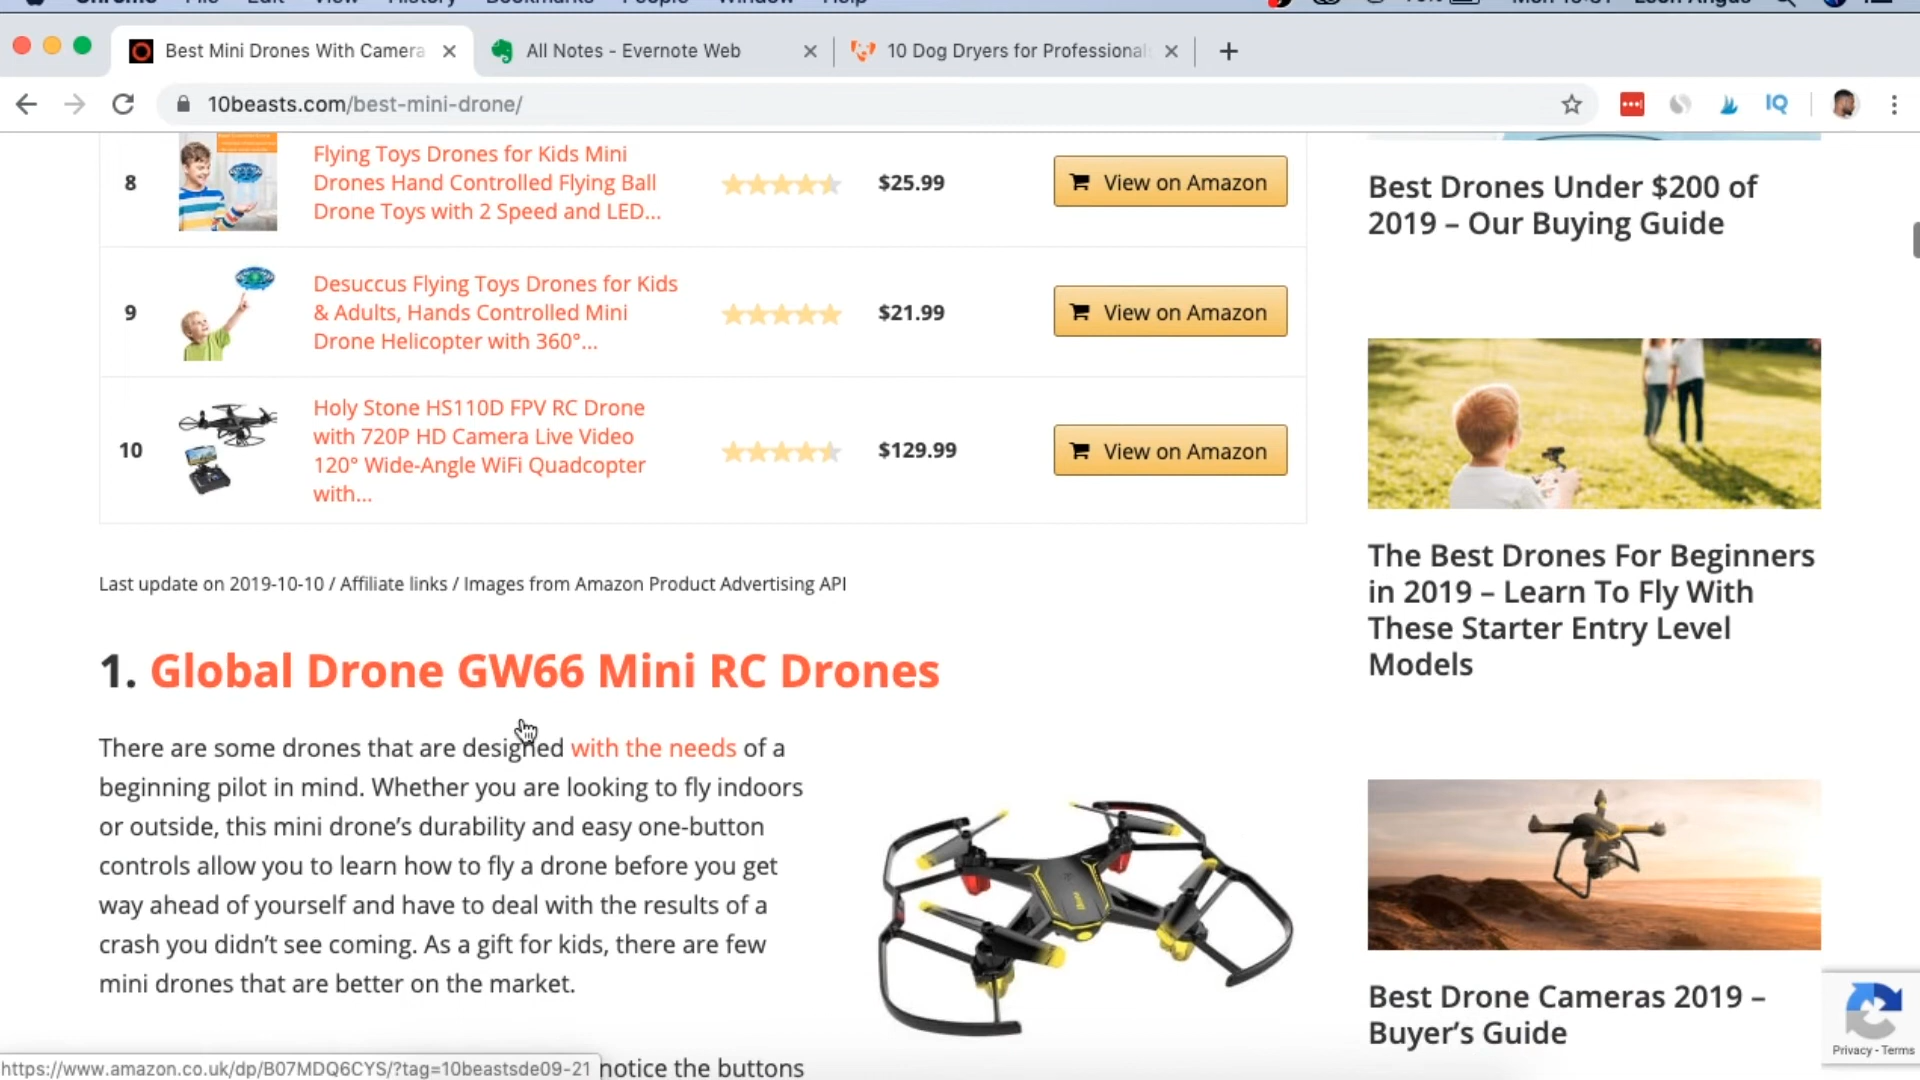 Chrome File Edit View History Bookmarks People Window Help
Best Mini Drones With Camera
All Notes - Evernote Web
10 Dog Dryers for Professional
10beasts.com/best-mini-drone/
IQ
8
Flying Toys Drones for Kids Mini
Drones Hand Controlled Flying Ball
Drone Toys with 2 Speed and LED...
$25.99
View on Amazon
9
Desuccus Flying Toys Drones for Kids
& Adults, Hands Controlled Mini
Drone Helicopter with 360°...
$21.99
View on Amazon
10
Holy Stone HS110D FPV RC Drone
with 720P HD Camera Live Video
120° Wide-Angle WiFi Quadcopter
with...
$129.99
View on Amazon
Last update on 2019-10-10 / Affiliate links / Images from Amazon Product Advertising API
1. Global Drone GW66 Mini RC Drones
There are some drones that are designed with the needs of a
beginning pilot in mind. Whether you are looking to fly indoors
or outside, this mini drone’s durability and easy one-button
controls allow you to learn how to fly a drone before you get
way ahead of yourself and have to deal with the results of a
crash you didn’t see coming. As a gift for kids, there are few
mini drones that are better on the market.
notice the buttons
https://www.amazon.co.uk/dp/B07MDQ6CYS/?tag=10beastsde09-21
Best Drones Under $200 of
2019 – Our Buying Guide
The Best Drones For Beginners
in 2019 – Learn To Fly With
These Starter Entry Level
Models
Best Drone Cameras 2019 –
Buyer’s Guide
Privacy - Terms